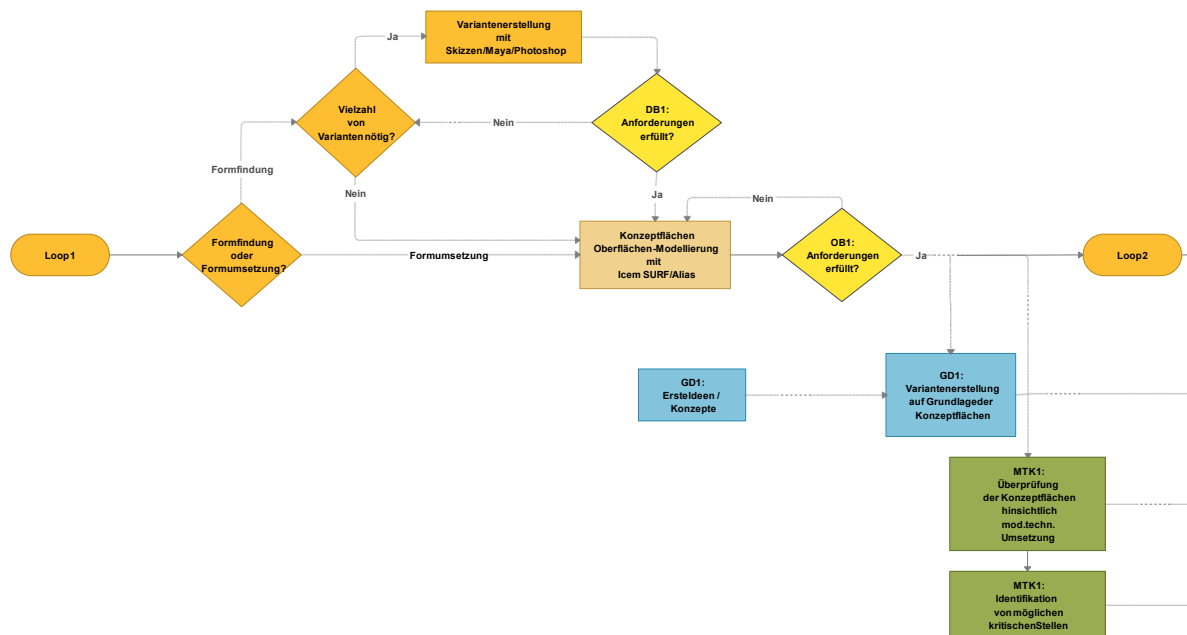 Variantenerstellung
mit
Skizzen/Maya/Photoshop
Ja
Vielzahl
von
Varianten nötig?
Nein
DB1:
Anforderungen
erfüllt?
Formfindung
Nein
Ja
Nein
Loop1
Formfindung
oder
Formumsetzung?
Formumsetzung
Konzeptflächen
Oberflächen-Modellierung
mit
Icem SURF/Alias
OB1:
Anforderungen
erfüllt?
Ja
Loop2
GD1:
Ersteldeen /
Konzepte
GD1:
Variantenerstellung
auf Grundlageder
Konzeptflächen
MTK1:
Überprüfung
der Konzeptflächen
hinsichtlich
mod.techn.
Umsetzung
MTK1:
Identifikation
von möglichen
kritischenStellen